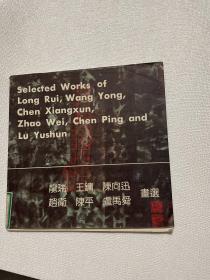 Selected Works of
Long Rui, Wang Yong,
Chen Xiangxun,
Zhao Wei, Chen Ping and
Lu Yushun
龍瑞 王鏞 陳向迅
趙衛 陳平 盧禹舜
畫選